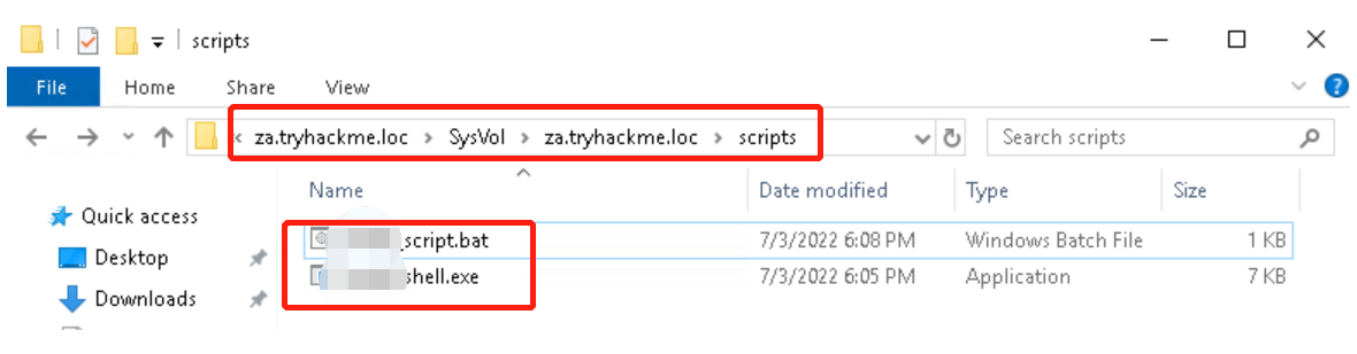 scripts
File Home Share View
za.tryhackme.loc > SysVol > za.tryhackme.loc > scripts Search scripts
Name Date modified Type Size
Quick access
_script.bat 7/3/2022 6:08 PM Windows Batch File 1 KB
Desktop
shell.exe 7/3/2022 6:05 PM Application 7 KB
Downloads